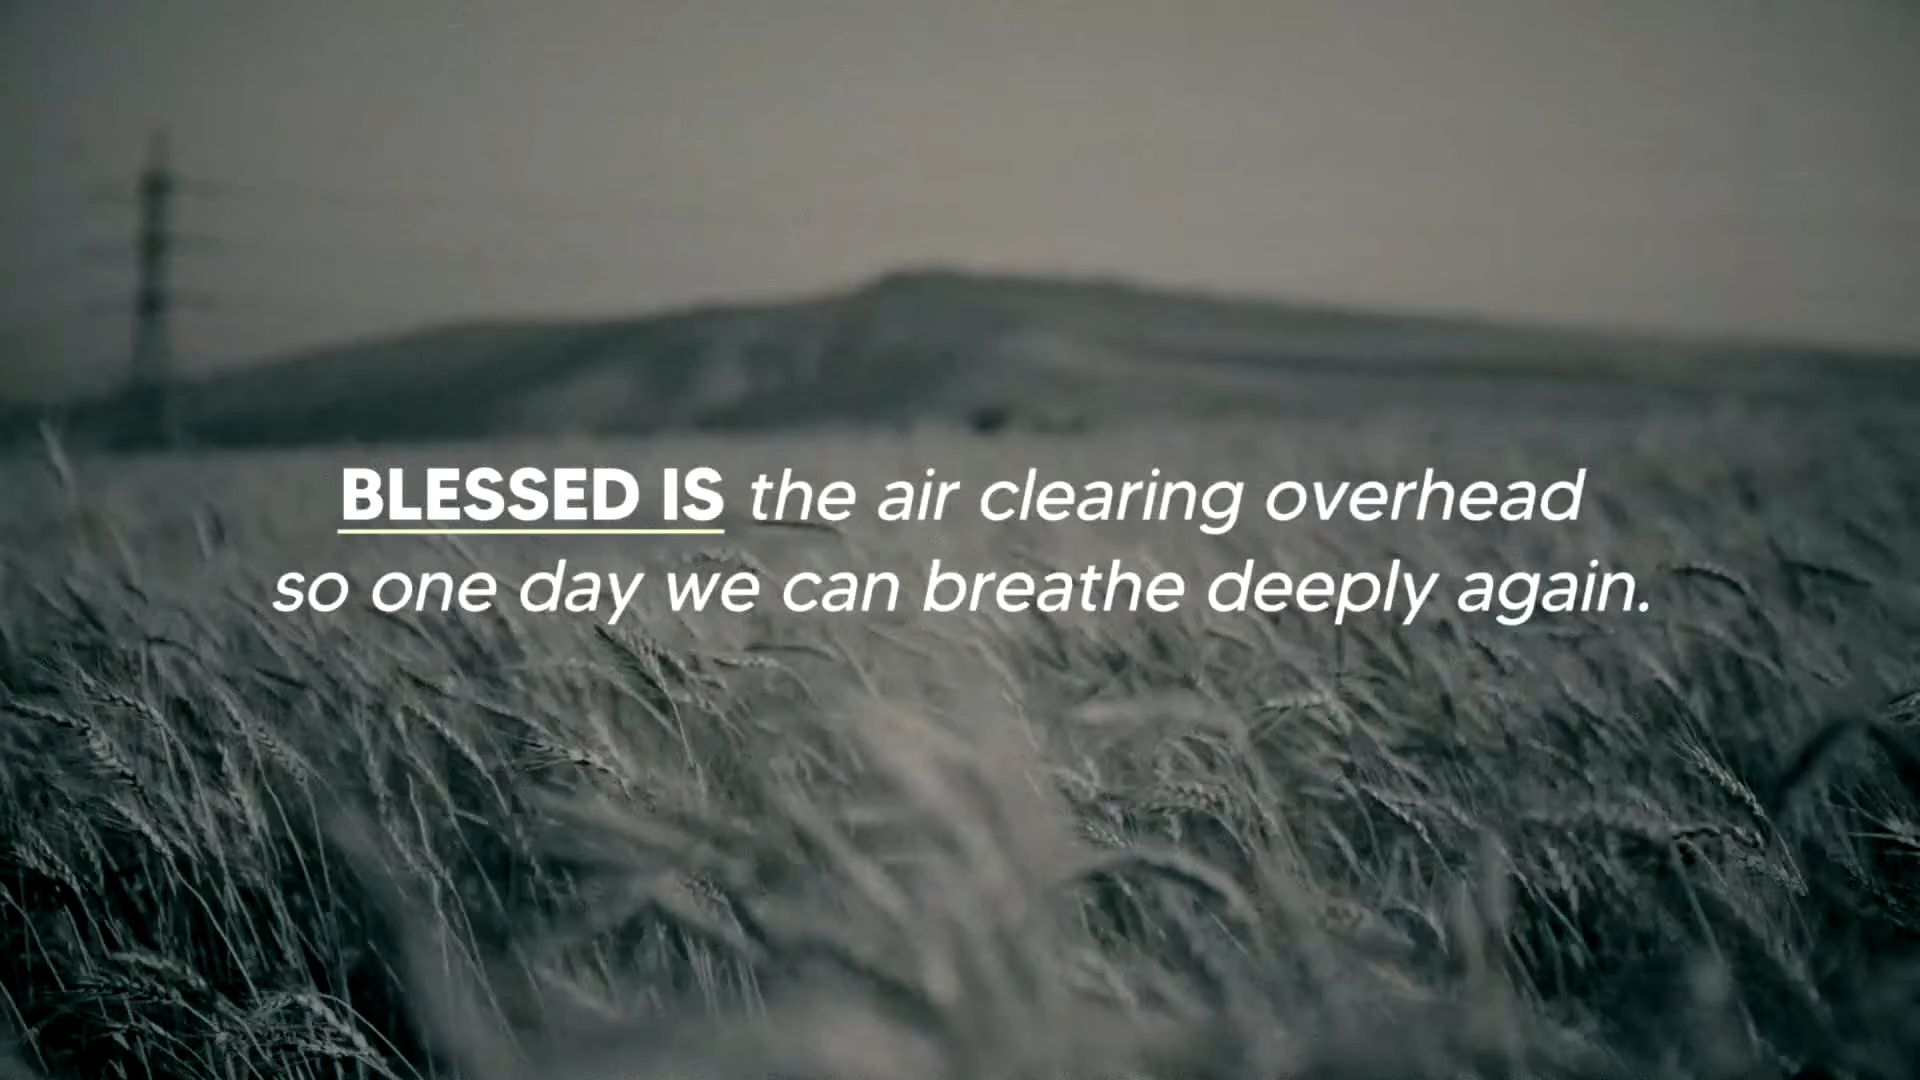 BLESSED IS the air clearing overhead
so one day we can breathe deeply again.